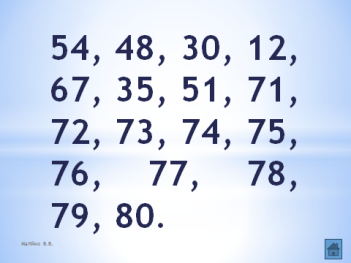 54, 48, 30, 12,
67, 35, 51, 71,
72, 73, 74, 75,
76, 77, 78,
79, 80.